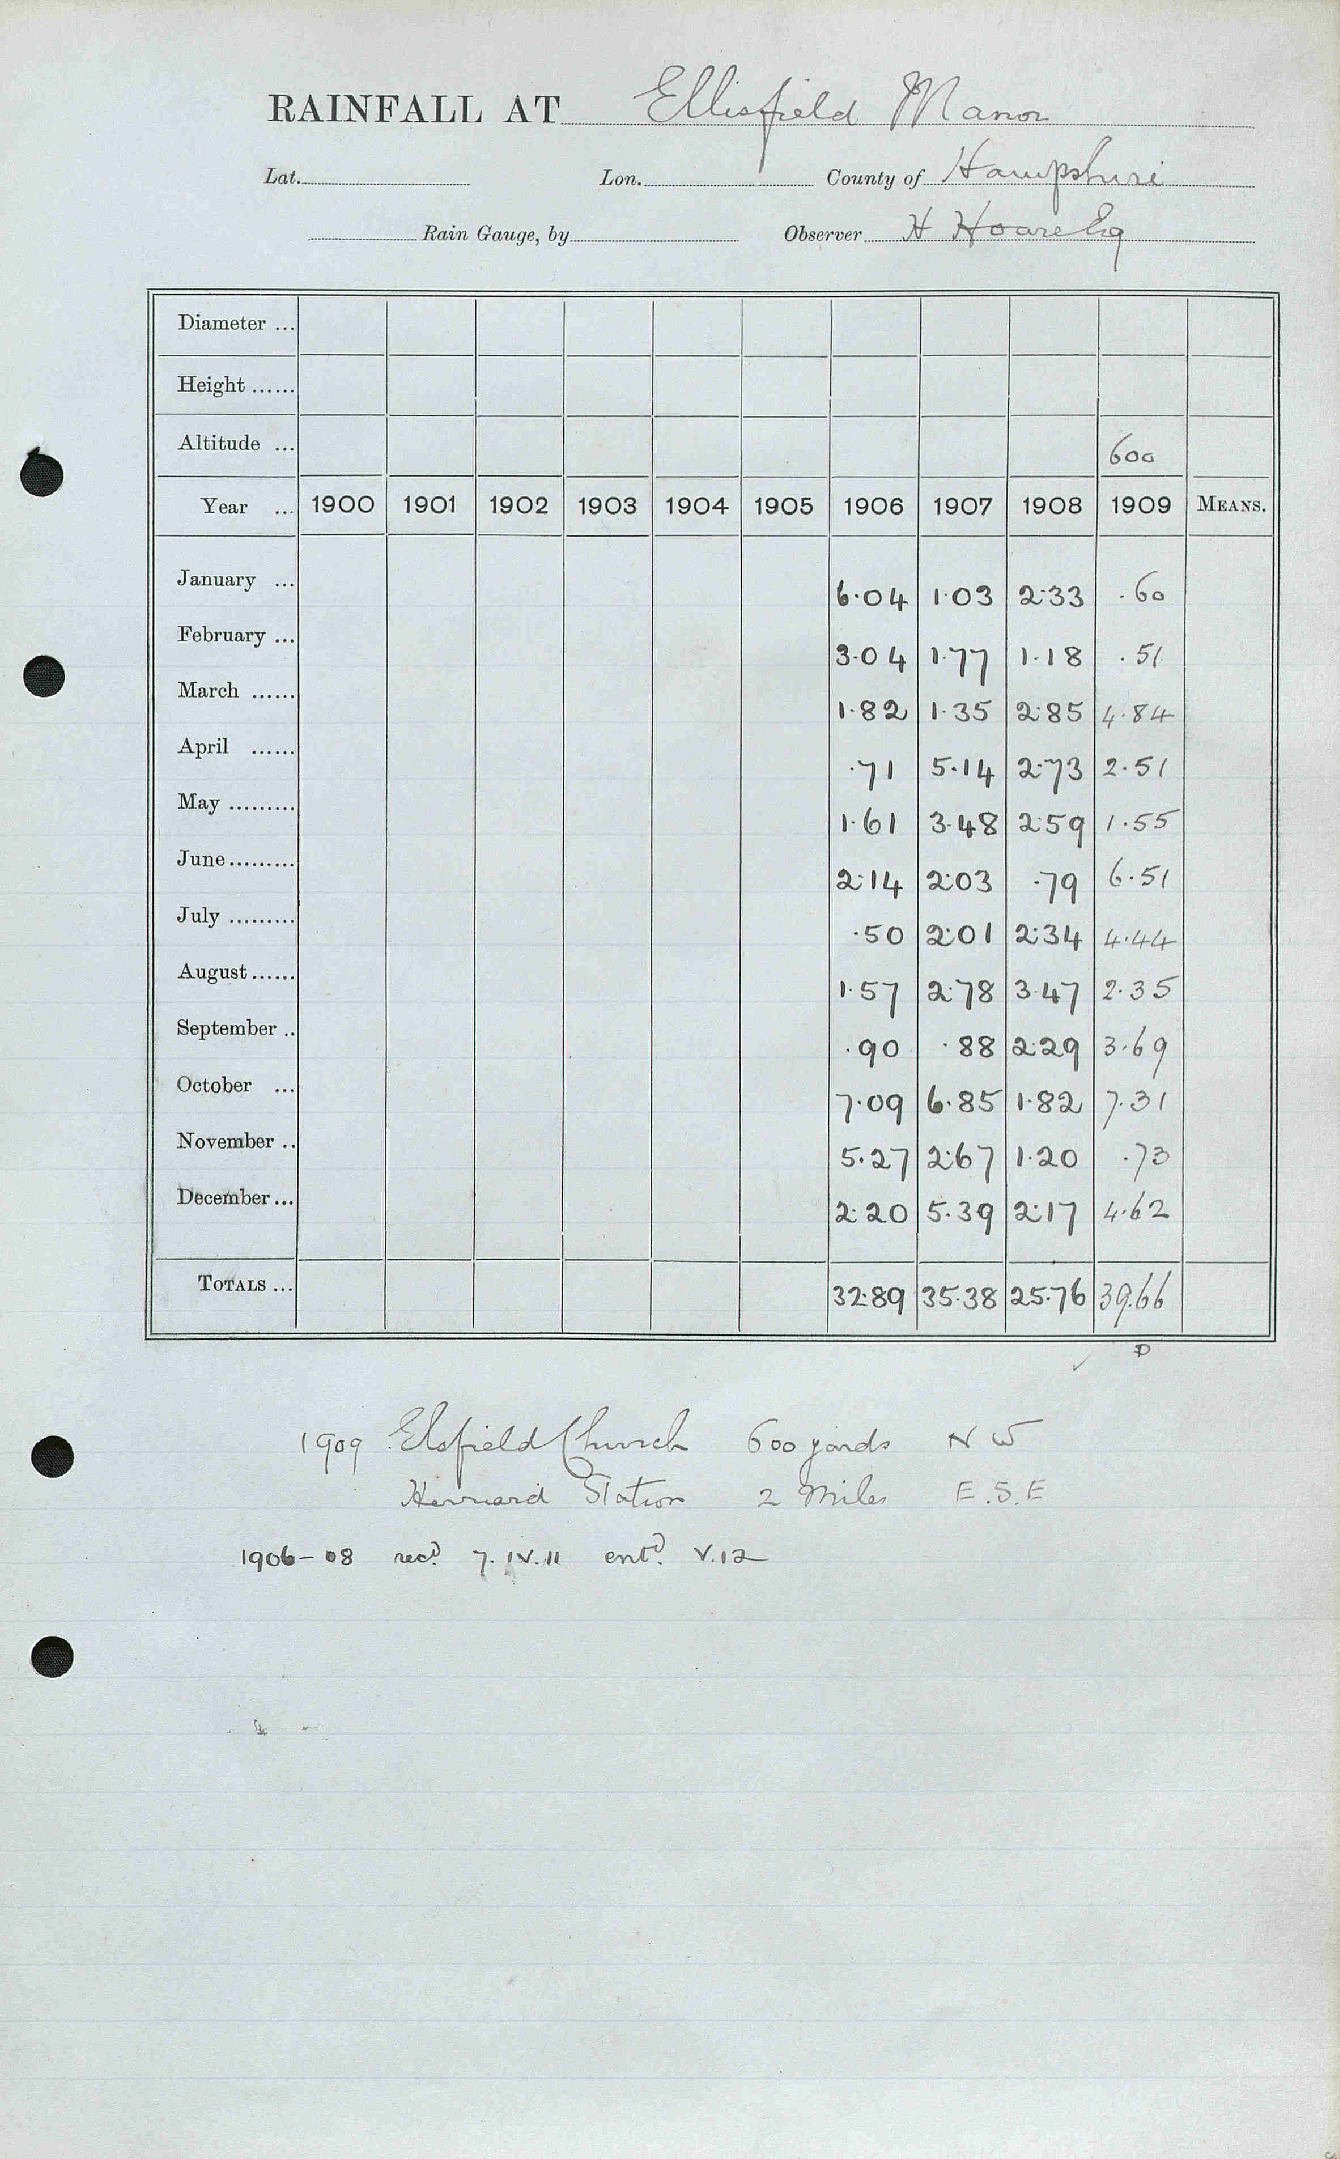 RAINFALL AT Ellisfield Manor
Lat. Lon. County of Hampshire
Rain Gauge, by Observer H Hoare Esq
Diameter ...
Height ......
Altitude ... 600
Year ... 1900 1901 1902 1903 1904 1905 1906 1907 1908 1909 MEANS.
January ... 6.04 1.03 2.33 .60
February ... 3.04 1.77 1.18 .51
March ...... 1.82 1.35 2.85 4.84
April ...... .71 5.14 2.73 2.51
May ......... 1.61 3.48 2.59 1.55
June ......... 2.14 2.03 .79 6.51
July ......... .50 2.01 2.34 4.44
August ...... 1.57 2.78 3.47 2.35
September .. .90 .88 2.29 3.69
October ... 7.09 6.85 1.82 7.31
November .. 5.27 2.67 1.20 .73
December ... 2.20 5.39 2.17 4.62
TOTALS ... 32.89 35.38 25.76 39.66
D
1909 Elsfield Church 600 yards N W
Herriard Station 2 Miles E.S.E
1906-08 recd. 7.IV.11 entd. V.12